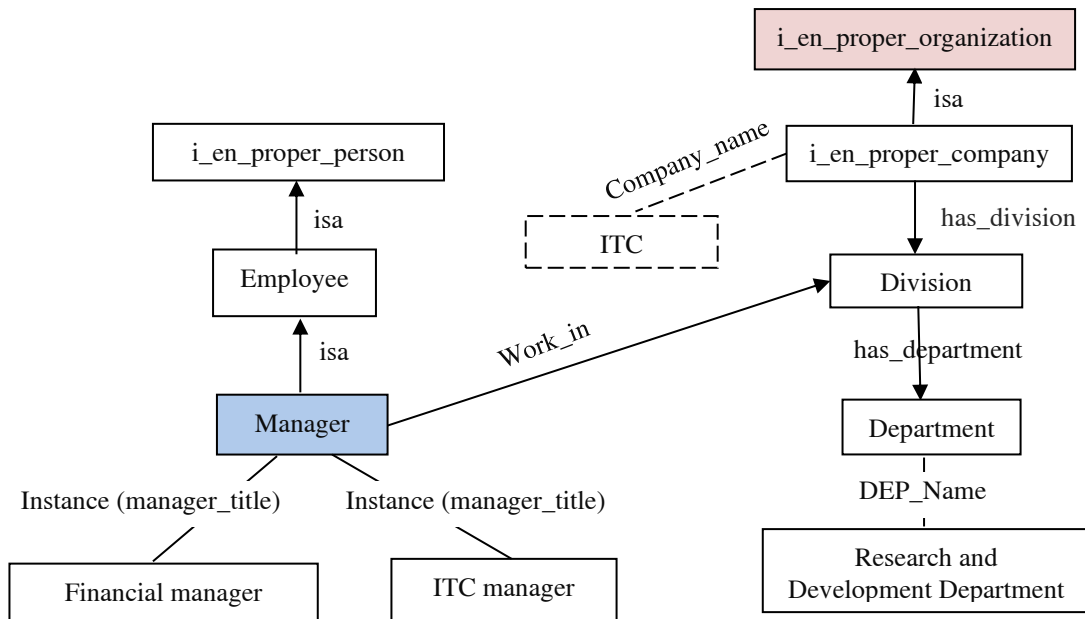 i_en_proper_organization
isa
i_en_proper_person
Company_name
i_en_proper_company
isa
ITC
has_division
Employee
Division
isa
Work_in
has_department
Manager
Department
Instance (manager_title)
Instance (manager_title)
DEP_Name
Financial manager
ITC manager
Research and
Development Department